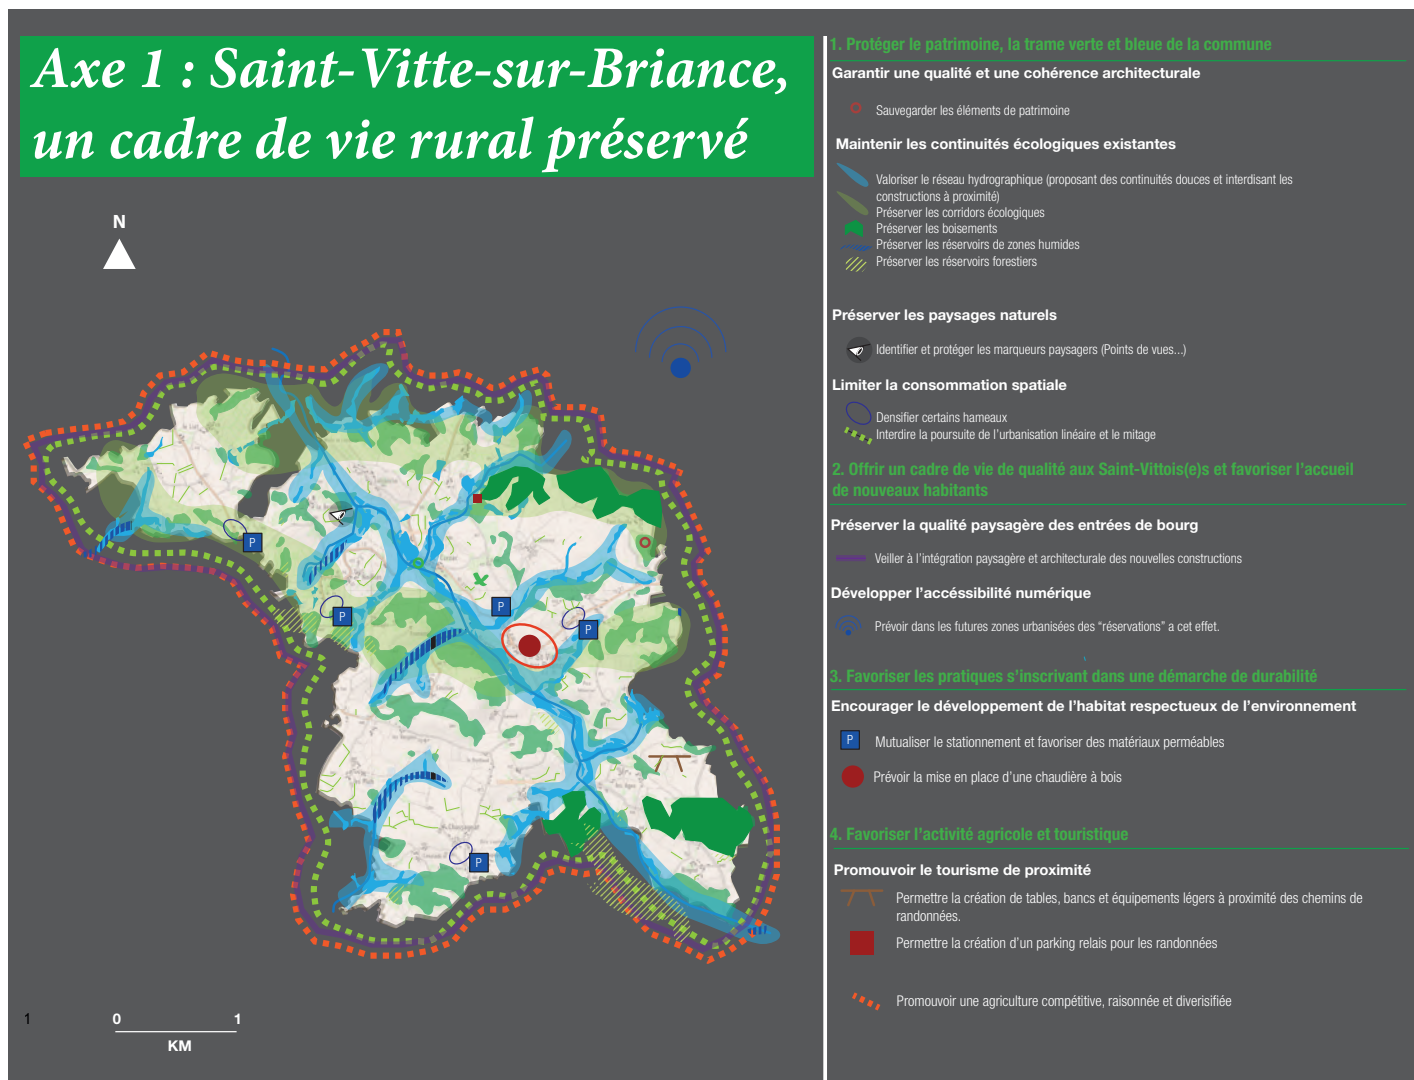 Axe 1 : Saint-Vitte-sur-Briance,
un cadre de vie rural préservé
N
P
P
P
P
P
1
0 1
KM
1. Protéger le patrimoine, la trame verte et bleue de la commune
Garantir une qualité et une cohérence architecturale
Sauvegarder les éléments de patrimoine
Maintenir les continuités écologiques existantes
Valoriser le réseau hydrographique (proposant des continuités douces et interdisant les
constructions à proximité)
Préserver les corridors écologiques
Préserver les boisements
Préserver les réservoirs de zones humides
Préserver les réservoirs forestiers
Préserver les paysages naturels
Identifier et protéger les marqueurs paysagers (Points de vues...)
Limiter la consommation spatiale
Densifier certains hameaux
Interdire la poursuite de l'urbanisation linéaire et le mitage
2. Offrir un cadre de vie de qualité aux Saint-Vittois(e)s et favoriser l'accueil
de nouveaux habitants
Préserver la qualité paysagère des entrées de bourg
Veiller à l'intégration paysagère et architecturale des nouvelles constructions
Développer l'accéssibilité numérique
Prévoir dans les futures zones urbanisées des "réservations" a cet effet.
3. Favoriser les pratiques s'inscrivant dans une démarche de durabilité
Encourager le développement de l'habitat respectueux de l'environnement
P
Mutualiser le stationnement et favoriser des matériaux perméables
Prévoir la mise en place d'une chaudière à bois
4. Favoriser l'activité agricole et touristique
Promouvoir le tourisme de proximité
Permettre la création de tables, bancs et équipements légers à proximité des chemins de
randonnées.
Permettre la création d'un parking relais pour les randonnées
Promouvoir une agriculture compétitive, raisonnée et diverisifiée